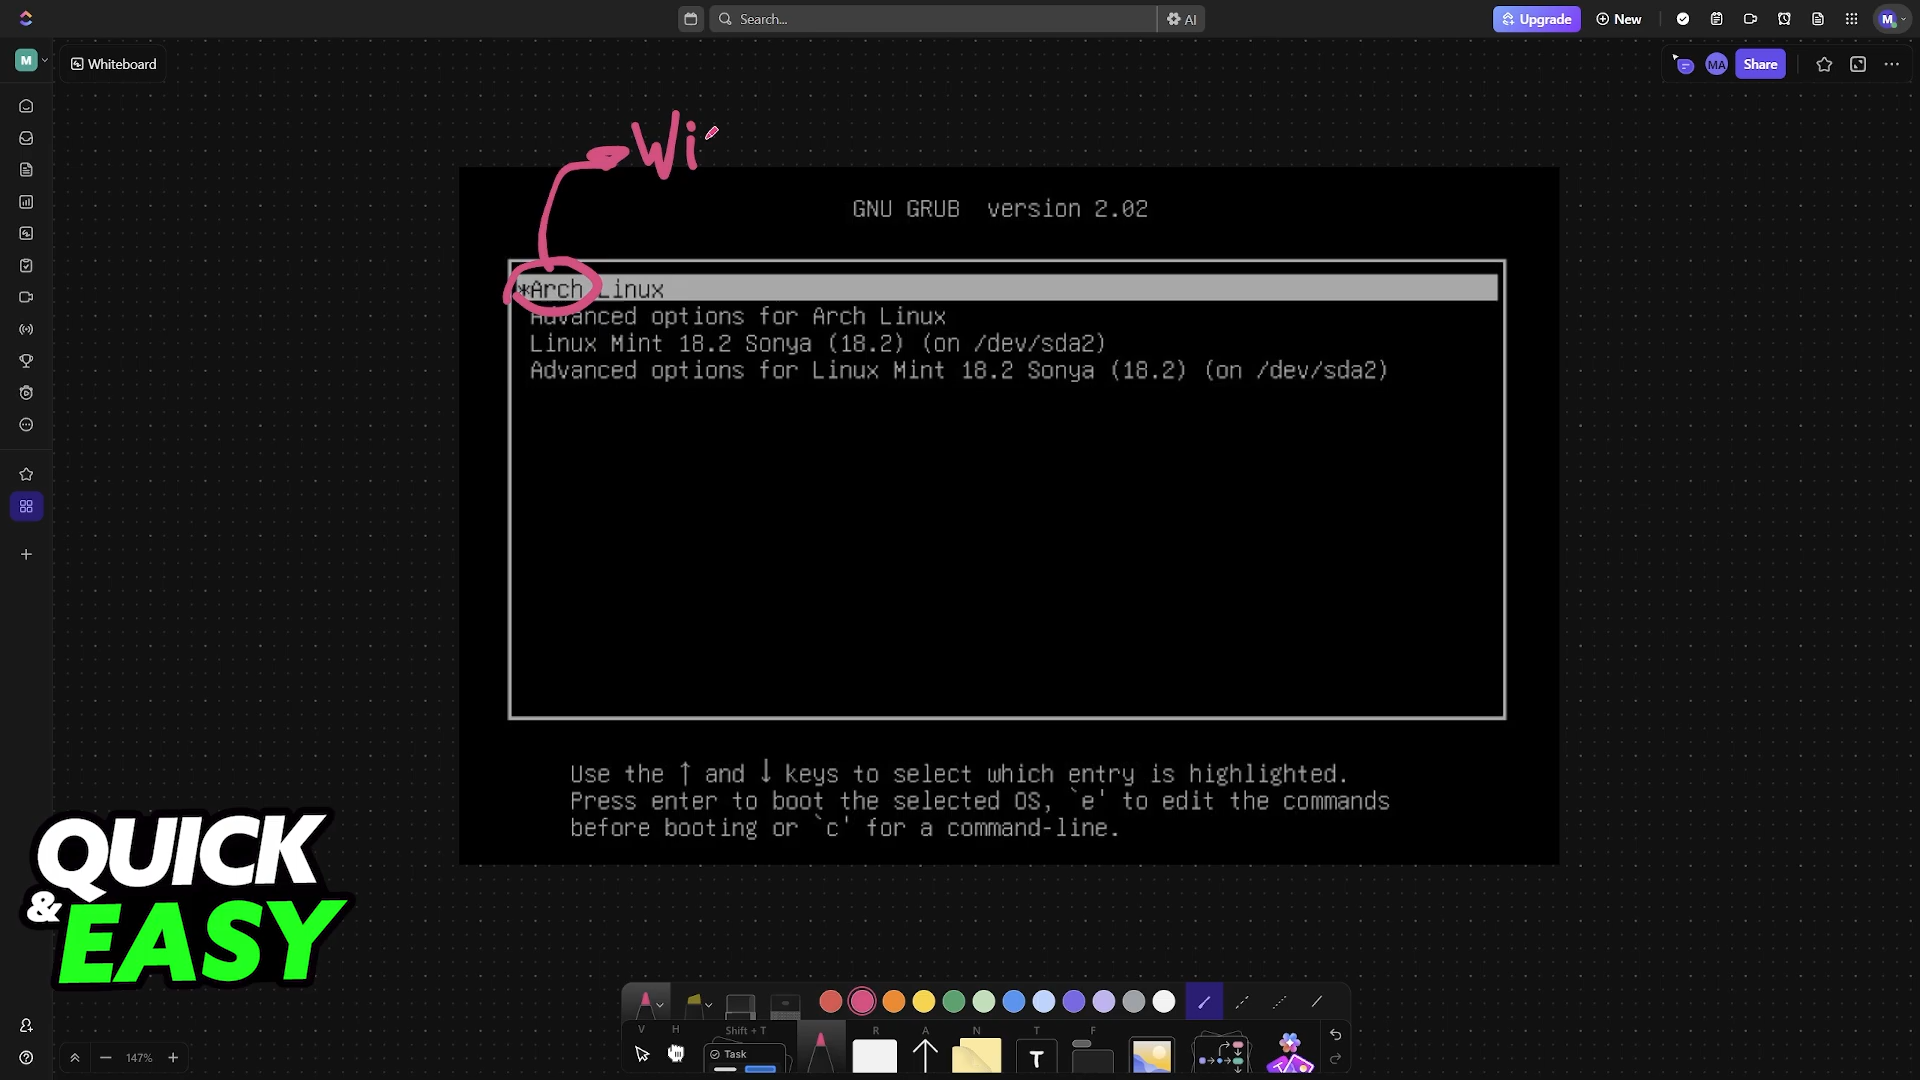 Search...
AI
Upgrade
New
M
M
Whiteboard
MA
Share
Wi
GNU GRUB version 2.02
*Arch Linux
Advanced options for Arch Linux
Linux Mint 18.2 Sonya (18.2) (on /dev/sda2)
Advanced options for Linux Mint 18.2 Sonya (18.2) (on /dev/sda2)
Use the ↑ and ↓ keys to select which entry is highlighted.
Press enter to boot the selected OS, `e' to edit the commands
before booting or `c' for a command-line.
QUICK
& EASY
V
H
Shift + T
R
A
N
T
F
Task
T
147%